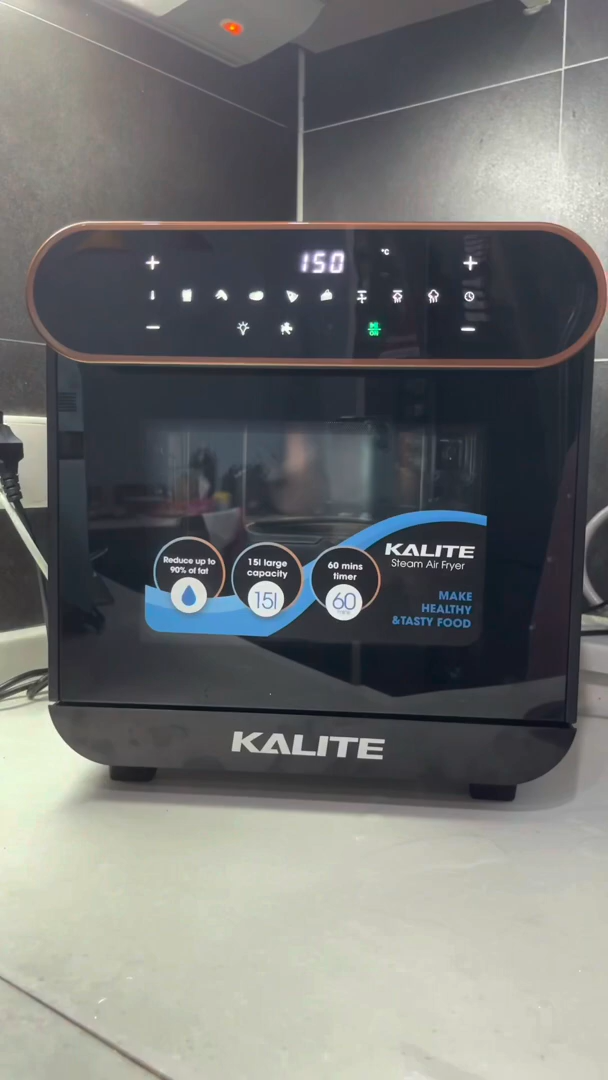 150
°C
ON
KALITE
Steam Air Fryer
Reduce up to
90% of fat
15l large
capacity
15l
60 mins
timer
60
MAKE
HEALTHY
&TASTY FOOD
KALITE